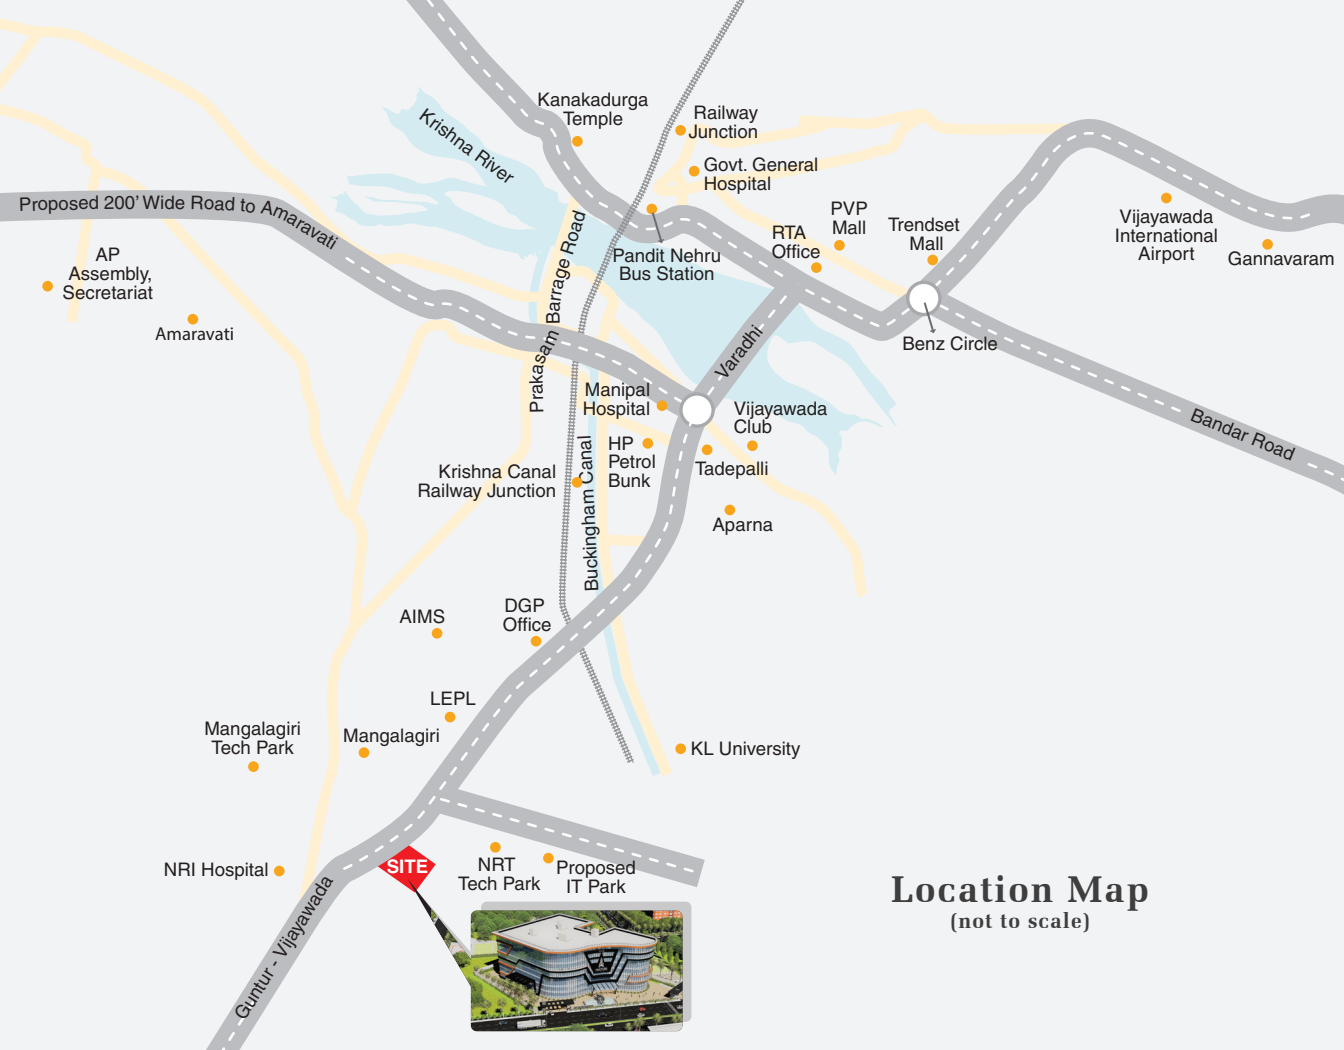 Kanakadurga
Temple
Railway
Junction
Krishna River
Govt. General
Hospital
Proposed 200' Wide Road to Amaravati
PVP
Mall
Trendset
Mall
RTA
Office
Vijayawada
International
Airport
Gannavaram
Pandit Nehru
Bus Station
AP
Assembly,
Secretariat
Amaravati
Prakasam Barrage Road
Varadhi
Benz Circle
Manipal
Hospital
Vijayawada
Club
Bandar Road
HP
Petrol
Bunk
Tadepalli
Krishna Canal
Railway Junction
Buckingham Canal
Aparna
AIMS
DGP
Office
LEPL
Mangalagiri
Tech Park
Mangalagiri
KL University
NRI Hospital
SITE
NRT
Tech Park
Proposed
IT Park
Guntur - Vijayawada
Location Map
(not to scale)